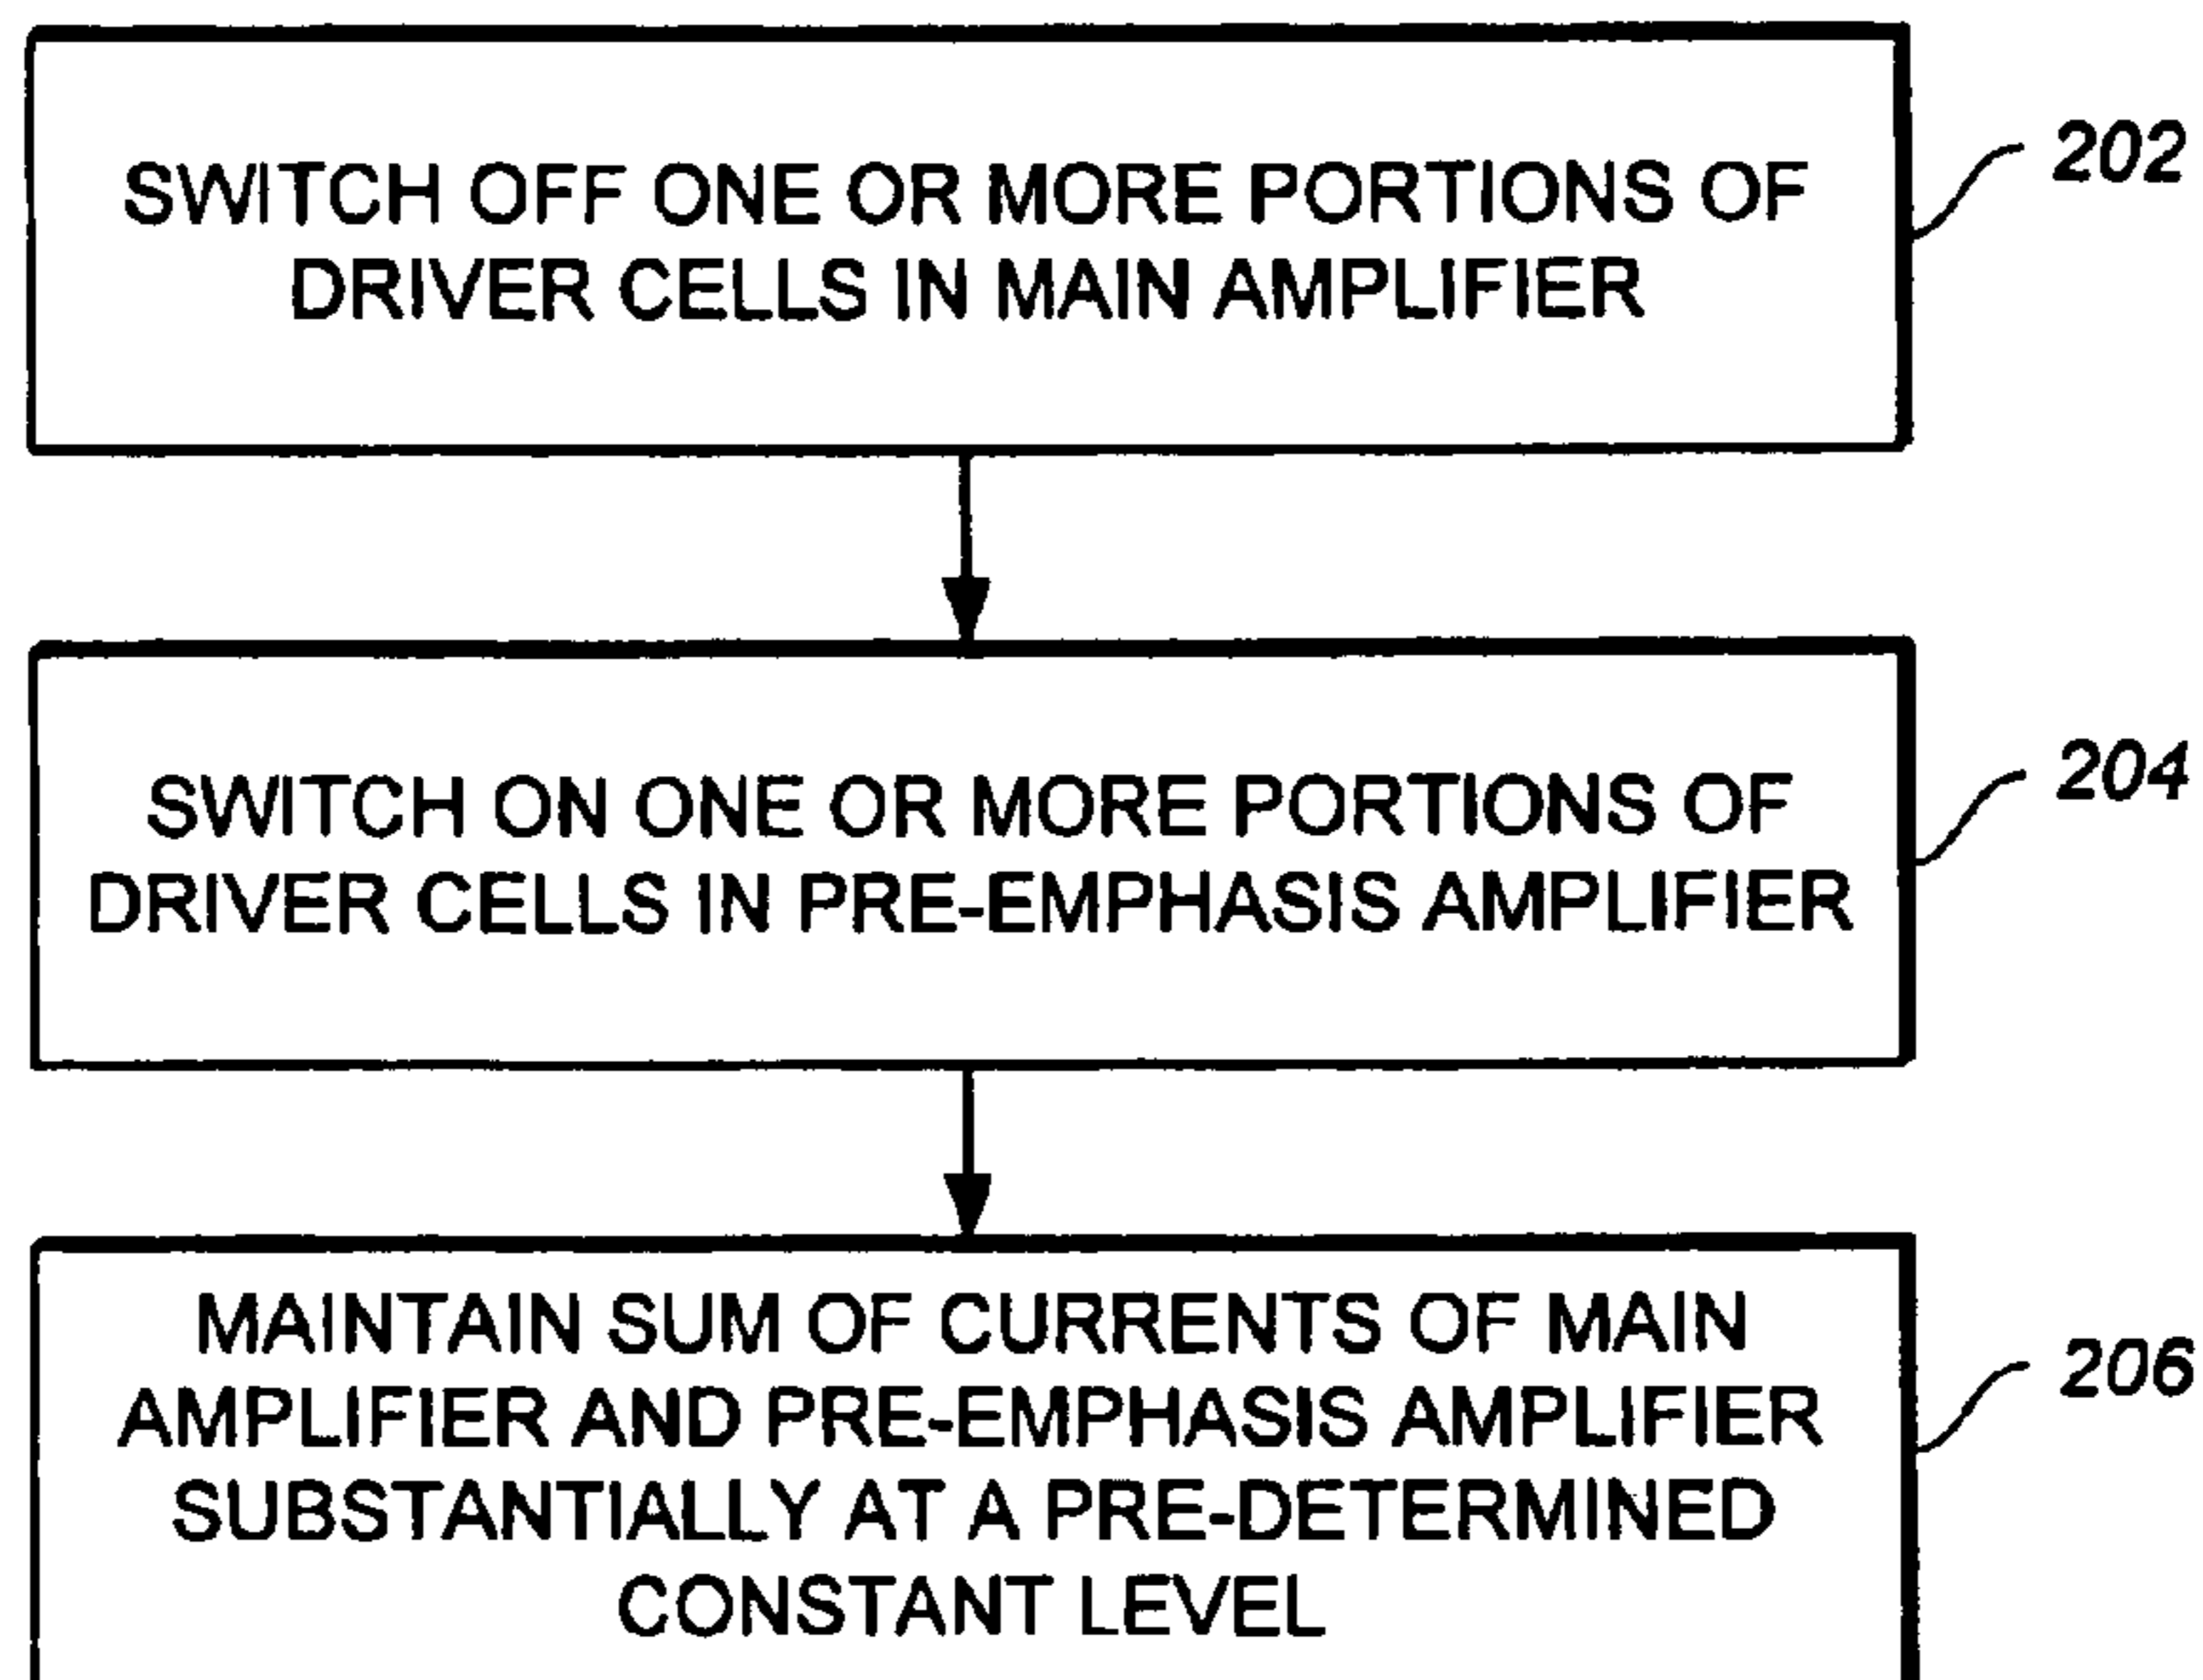 SWITCH OFF ONE OR MORE PORTIONS OF
DRIVER CELLS IN MAIN AMPLIFIER
202
SWITCH ON ONE OR MORE PORTIONS OF
DRIVER CELLS IN PRE-EMPHASIS AMPLIFIER
204
MAINTAIN SUM OF CURRENTS OF MAIN
AMPLIFIER AND PRE-EMPHASIS AMPLIFIER
SUBSTANTIALLY AT A PRE-DETERMINED
CONSTANT LEVEL
206